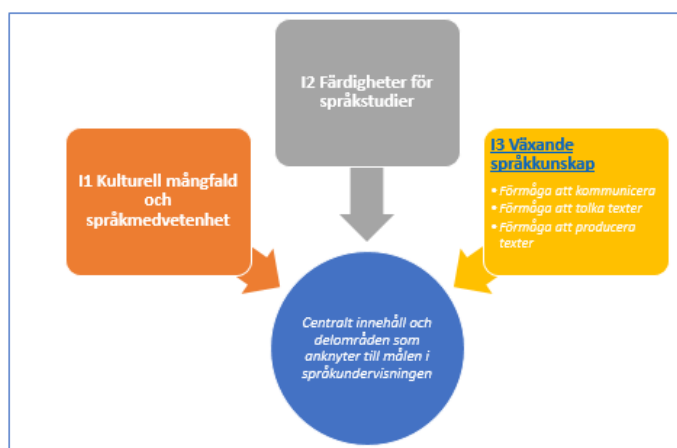 I2 Färdigheter för
språkstudier
I1 Kulturell mångfald
och
språkmedvetenhet
I3 Växande
språkkunskap
• Förmåga att kommunicera
• Förmåga att tolka texter
• Förmåga att producera
texter
Centralt innehåll och
delområden som
anknyter till målen i
språkundervisningen